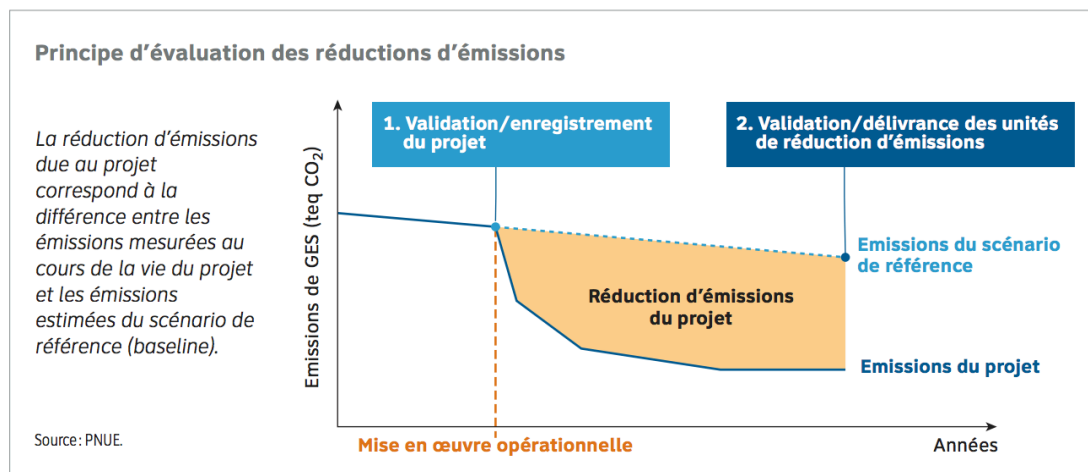 Principe d'évaluation des réductions d'émissions
La réduction d'émissions
due au projet
correspond à la
différence entre les
émissions mesurées au
cours de la vie du projet
et les émissions
estimées du scénario de
référence (baseline).
Source : PNUE.
Emissions de GES (teq CO₂)
1. Validation/enregistrement
du projet
2. Validation/délivrance des unités
de réduction d'émissions
Emissions du scénario
de référence
Réduction d'émissions
du projet
Emissions du projet
Mise en œuvre opérationnelle
Années